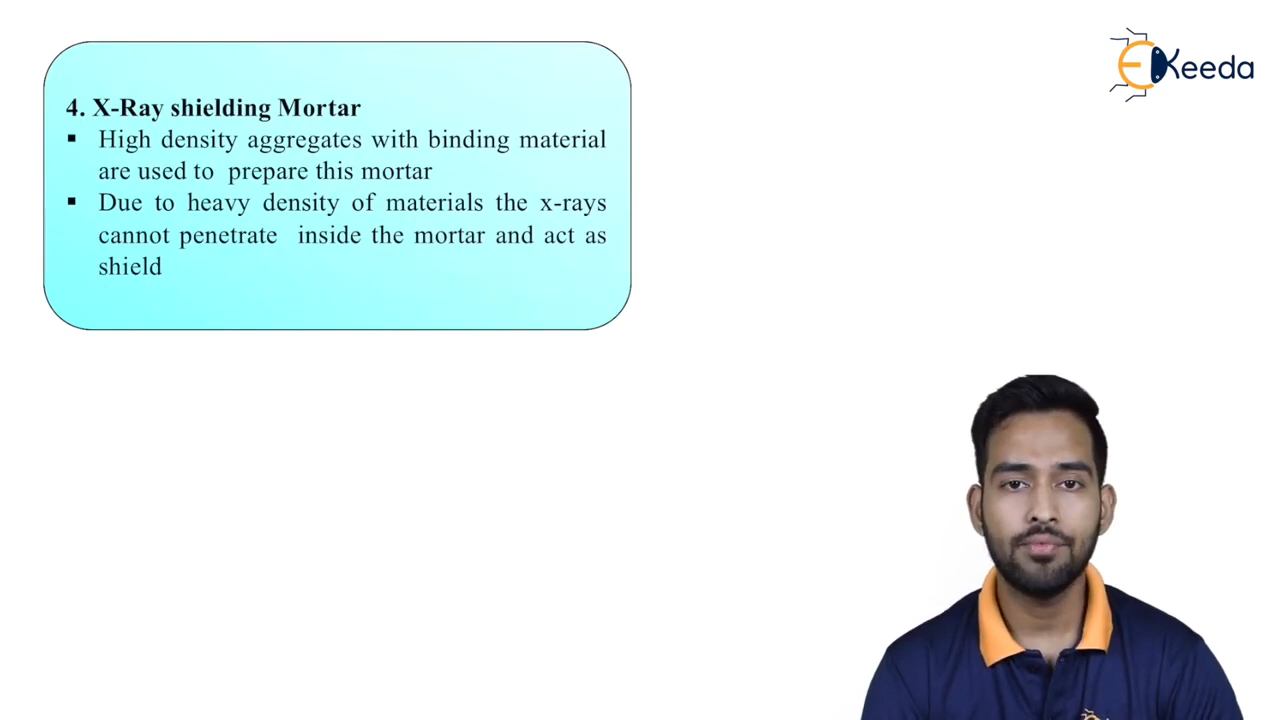 4. X-Ray shielding Mortar
▪ High density aggregates with binding material
are used to prepare this mortar
▪ Due to heavy density of materials the x-rays
cannot penetrate inside the mortar and act as
shield
EKeeda